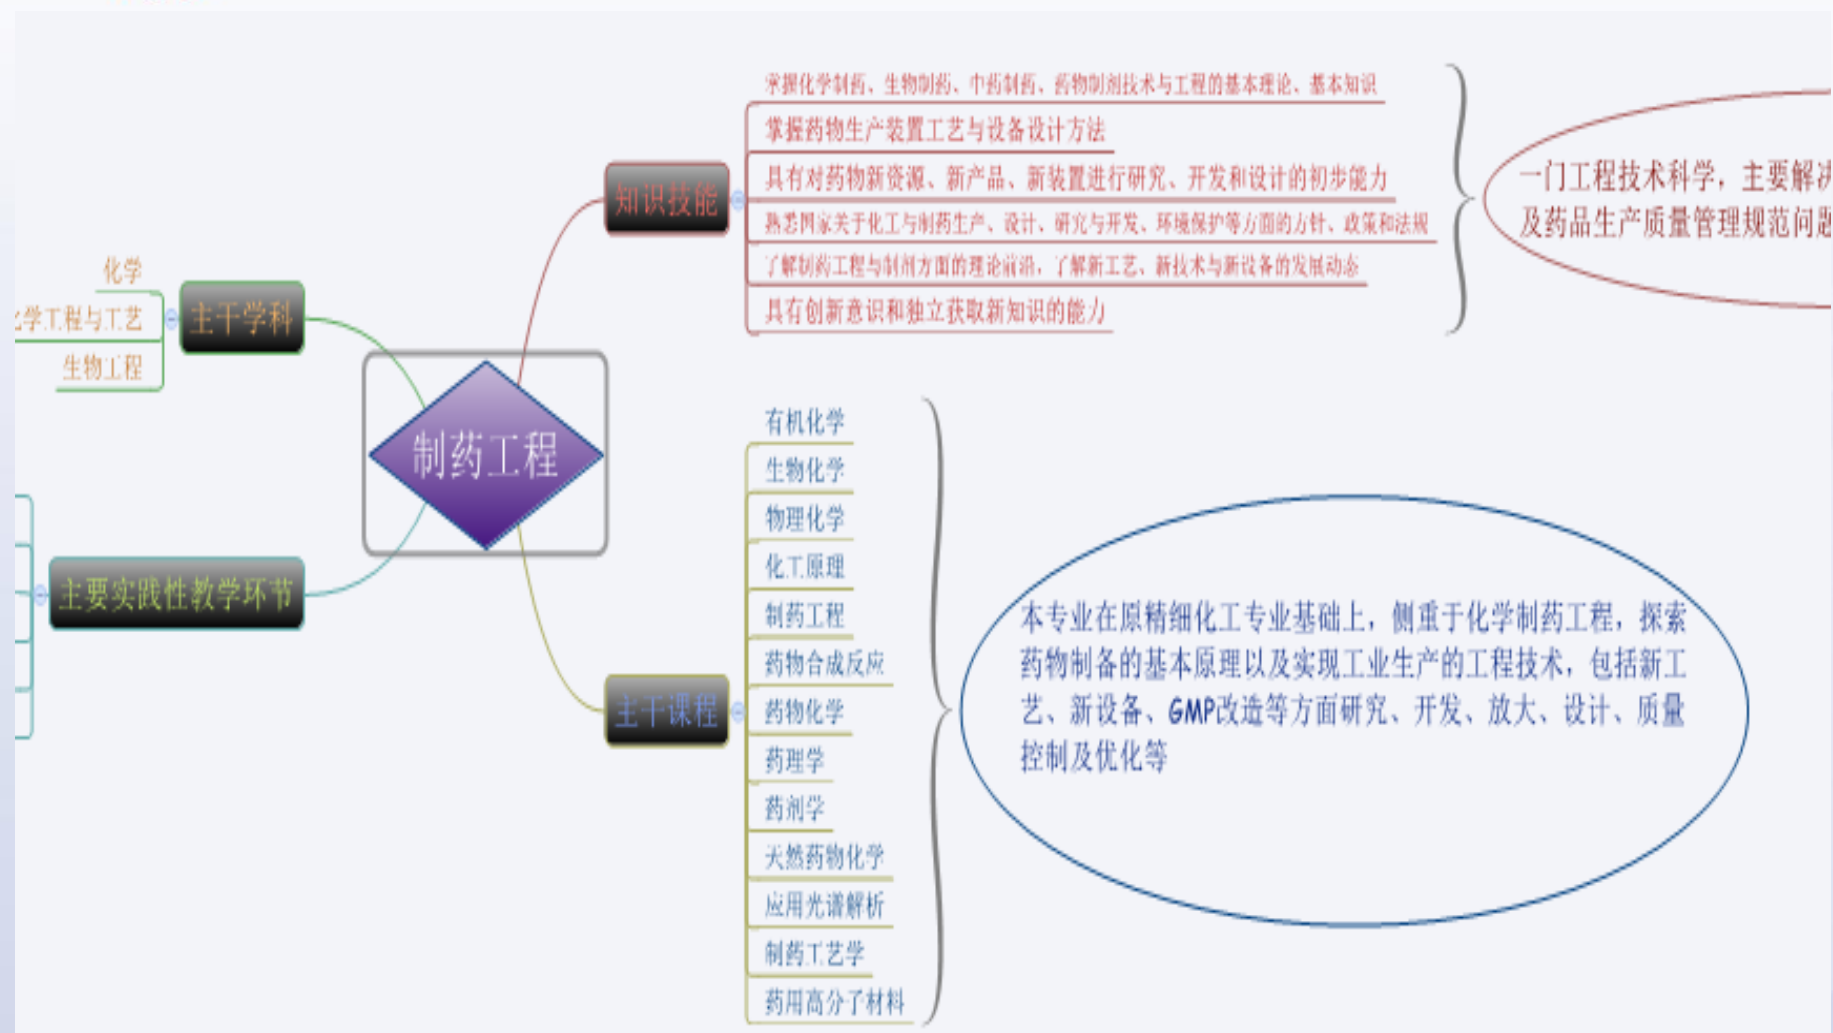 掌握化学制药、生物制药、中药制药、药物制剂技术与工程的基本理论、基本知识
掌握药物生产装置工艺与设备设计方法
具有对药物新资源、新产品、新装置进行研究、开发和设计的初步能力
熟悉国家关于化工与制药生产、设计、研究与开发、环境保护等方面的方针、政策和法规
了解制药工程与制剂方面的理论前沿，了解新工艺、新技术与新设备的发展动态
具有创新意识和独立获取新知识的能力
知识技能
一门工程技术科学，主要解决
及药品生产质量管理规范问题
化学
学工程与工艺
生物工程
主干学科
制药工程
主要实践性教学环节
主干课程
有机化学
生物化学
物理化学
化工原理
制药工程
药物合成反应
药物化学
药理学
药剂学
天然药物化学
应用光谱解析
制药工艺学
药用高分子材料
本专业在原精细化工专业基础上，侧重于化学制药工程，探索
药物制备的基本原理以及实现工业生产的工程技术，包括新工
艺、新设备、GMP改造等方面研究、开发、放大、设计、质量
控制及优化等